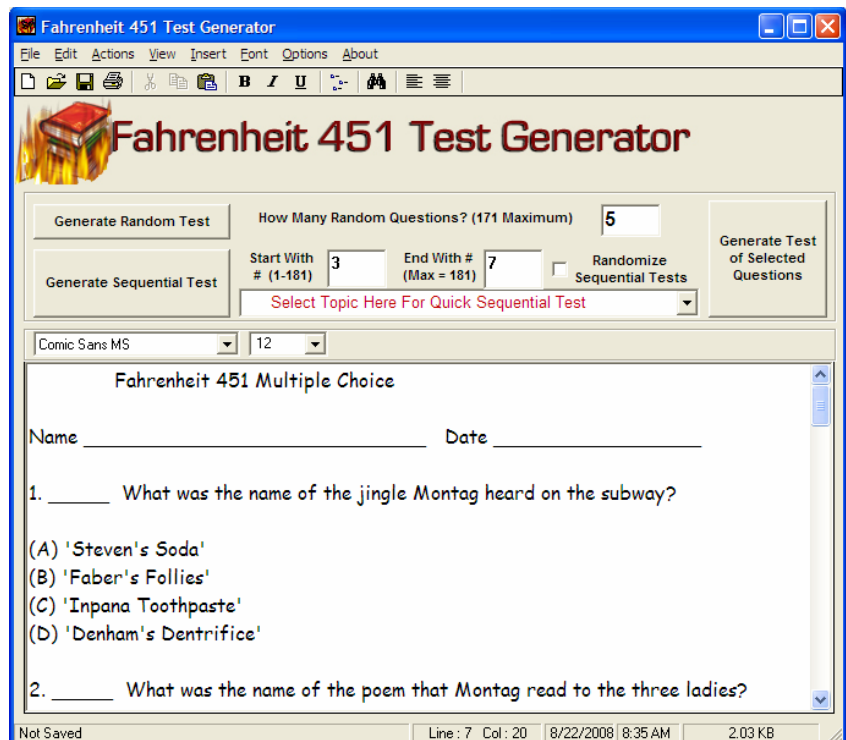 Fahrenheit 451 Test Generator
File Edit Actions View Insert Font Options About
B I U
Fahrenheit 451 Test Generator
Generate Random Test
How Many Random Questions? (171 Maximum) 5
Generate Sequential Test
Start With
# (1-181) 3
End With #
(Max = 181) 7
Randomize
Sequential Tests
Select Topic Here For Quick Sequential Test
Generate Test
of Selected
Questions
Comic Sans MS 12
Fahrenheit 451 Multiple Choice
Name ____________________________ Date _________________
1. _____ What was the name of the jingle Montag heard on the subway?
(A) 'Steven's Soda'
(B) 'Faber's Follies'
(C) 'Inpana Toothpaste'
(D) 'Denham's Dentrifice'
2. _____ What was the name of the poem that Montag read to the three ladies?
Not Saved Line : 7 Col : 20 8/22/2008 8:35 AM 2.03 KB